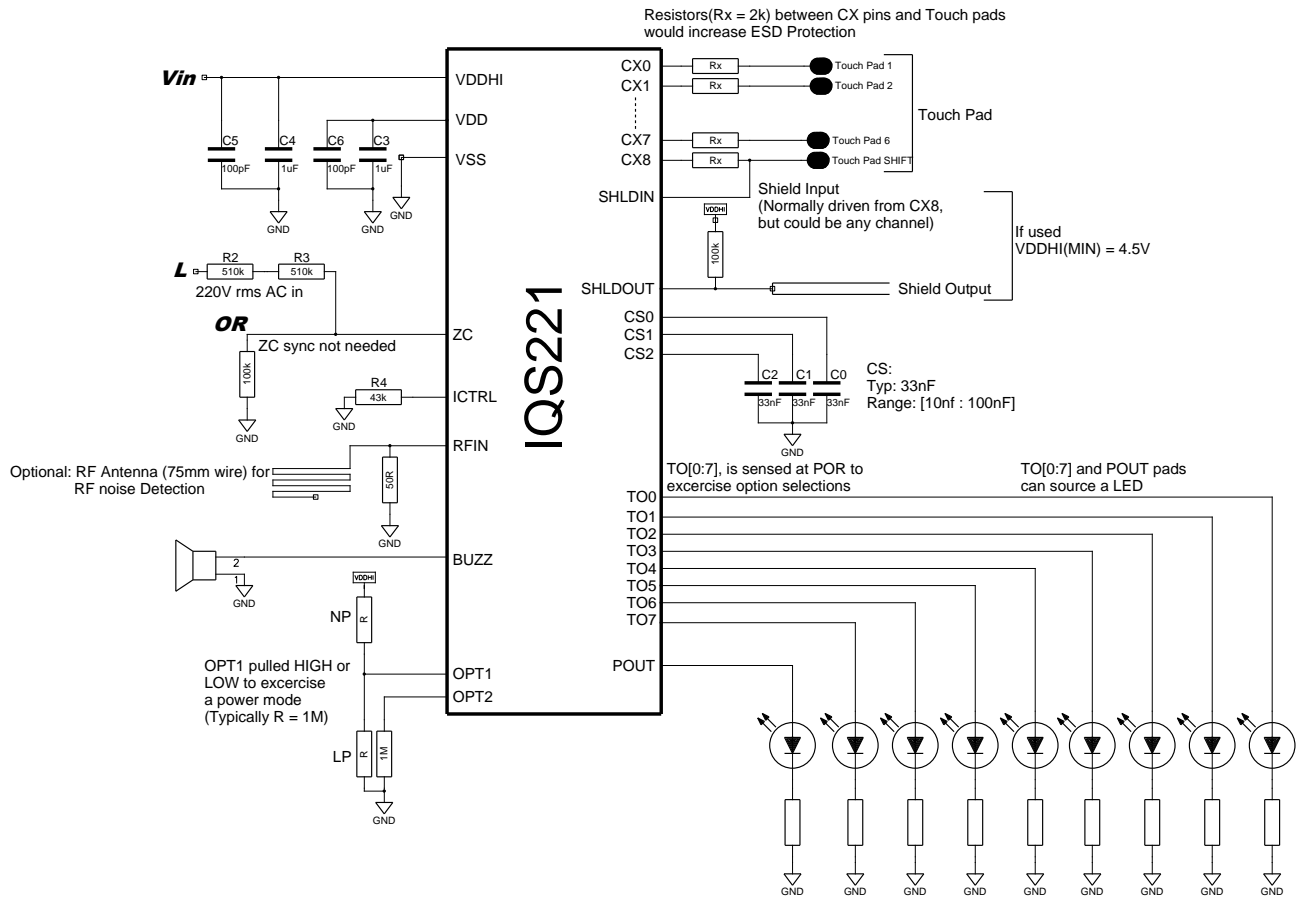 Resistors(Rx = 2k) between CX pins and Touch pads
would increase ESD Protection
Vin
VDDHI
VDD
VSS
C5
100pF
C4
1uF
C6
100pF
C3
1uF
GND
GND
GND
L
R2
510k
R3
510k
220V rms AC in
OR
ZC sync not needed
ZC
100k
GND
R4
43k
GND
ICTRL
RFIN
Optional: RF Antenna (75mm wire) for
RF noise Detection
50R
GND
BUZZ
2
1
GND
VDDHI
NP
R
OPT1 pulled HIGH or
LOW to excercise
a power mode
(Typically R = 1M)
OPT1
OPT2
LP
R
1M
GND
IQS221
CX0
Rx
Touch Pad 1
CX1
Rx
Touch Pad 2
CX7
Rx
Touch Pad 6
CX8
Rx
Touch Pad SHIFT
Touch Pad
SHLDIN
Shield Input
(Normally driven from CX8,
but could be any channel)
VDDHI
100k
If used
VDDHI(MIN) = 4.5V
SHLDOUT
Shield Output
CS0
CS1
CS2
C2
33nF
C1
33nF
C0
33nF
GND
CS:
Typ: 33nF
Range: [10nf : 100nF]
TO[0:7], is sensed at POR to
excercise option selections
TO[0:7] and POUT pads
can source a LED
TO0
TO1
TO2
TO3
TO4
TO5
TO6
TO7
POUT
GND
GND
GND
GND
GND
GND
GND
GND
GND